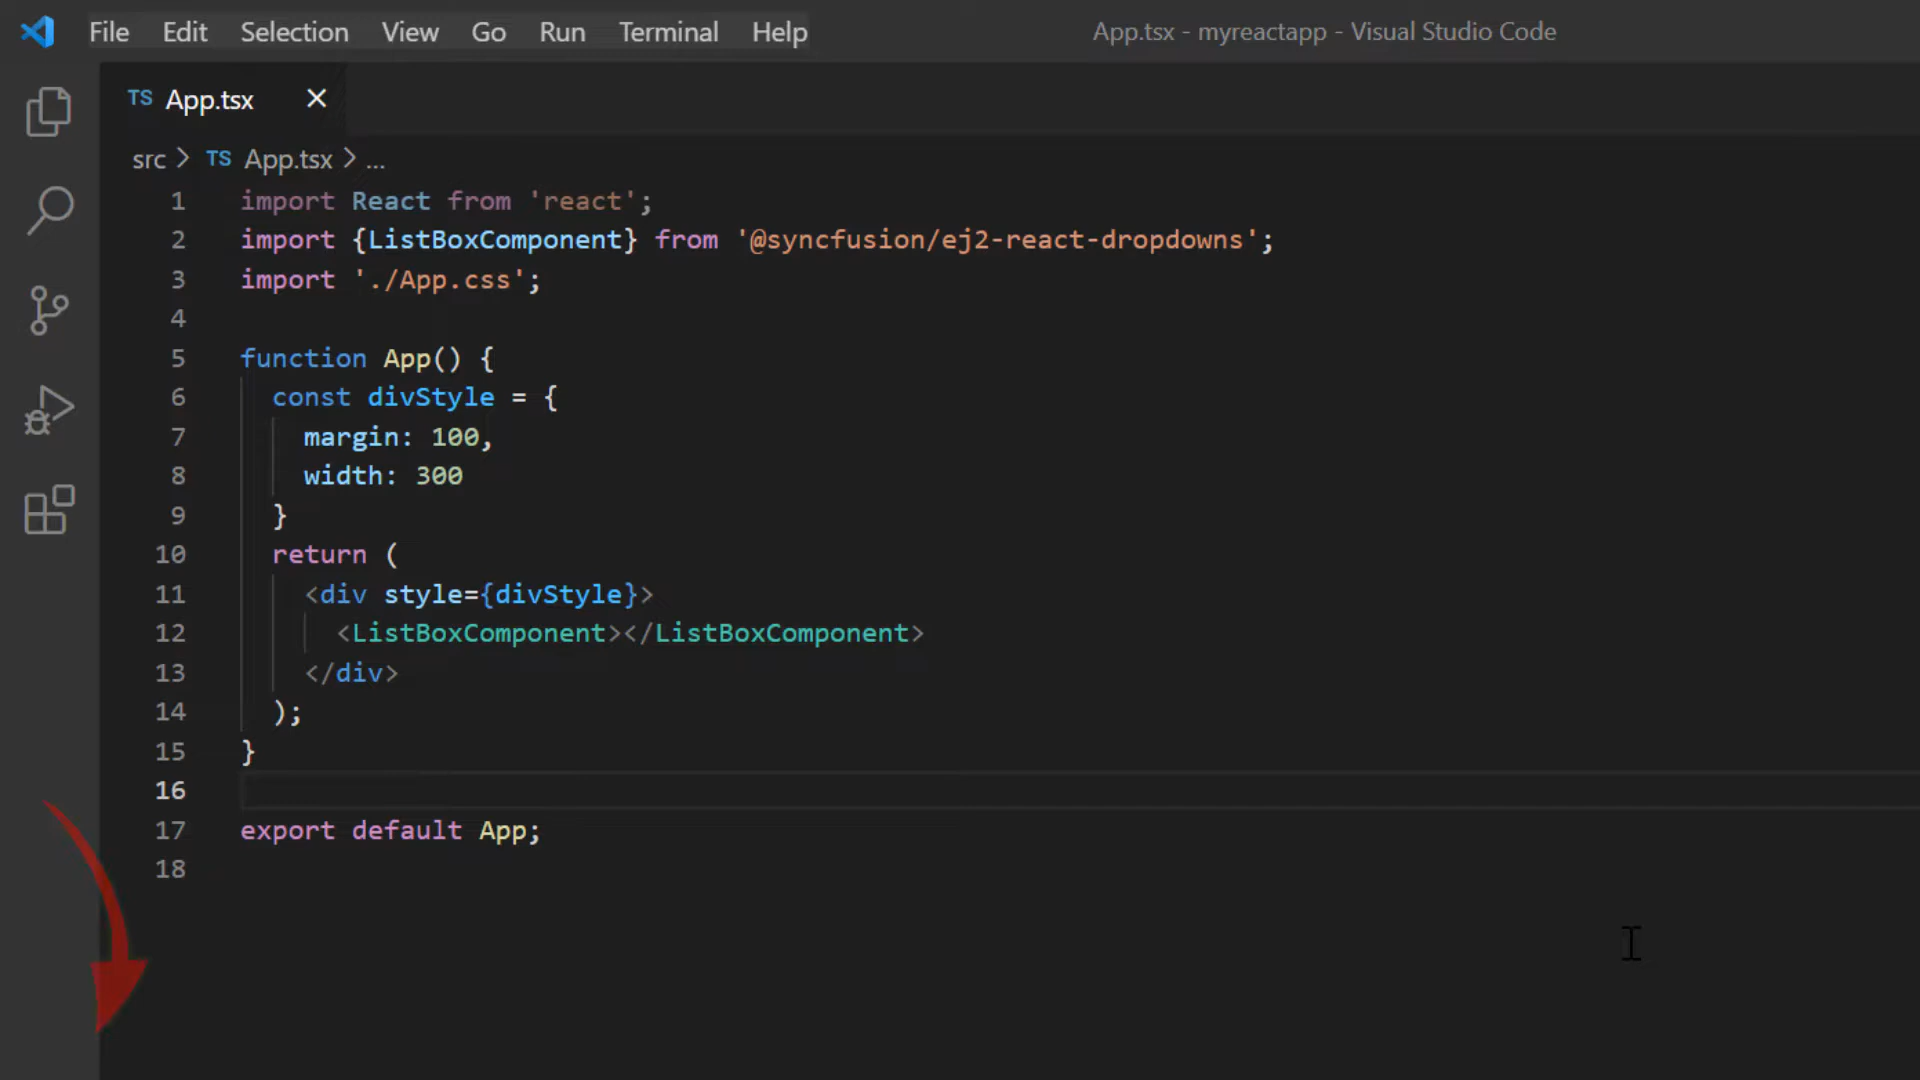 File Edit Selection View Go Run Terminal Help App.tsx - myreactapp - Visual Studio Code
TS App.tsx
src > TS App.tsx > ...
1 import React from 'react';
2 import {ListBoxComponent} from '@syncfusion/ej2-react-dropdowns';
3 import './App.css';
4
5 function App() {
6 const divStyle = {
7 margin: 100,
8 width: 300
9 }
10 return (
11 <div style={divStyle}>
12 <ListBoxComponent></ListBoxComponent>
13 </div>
14 );
15 }
16
17 export default App;
18